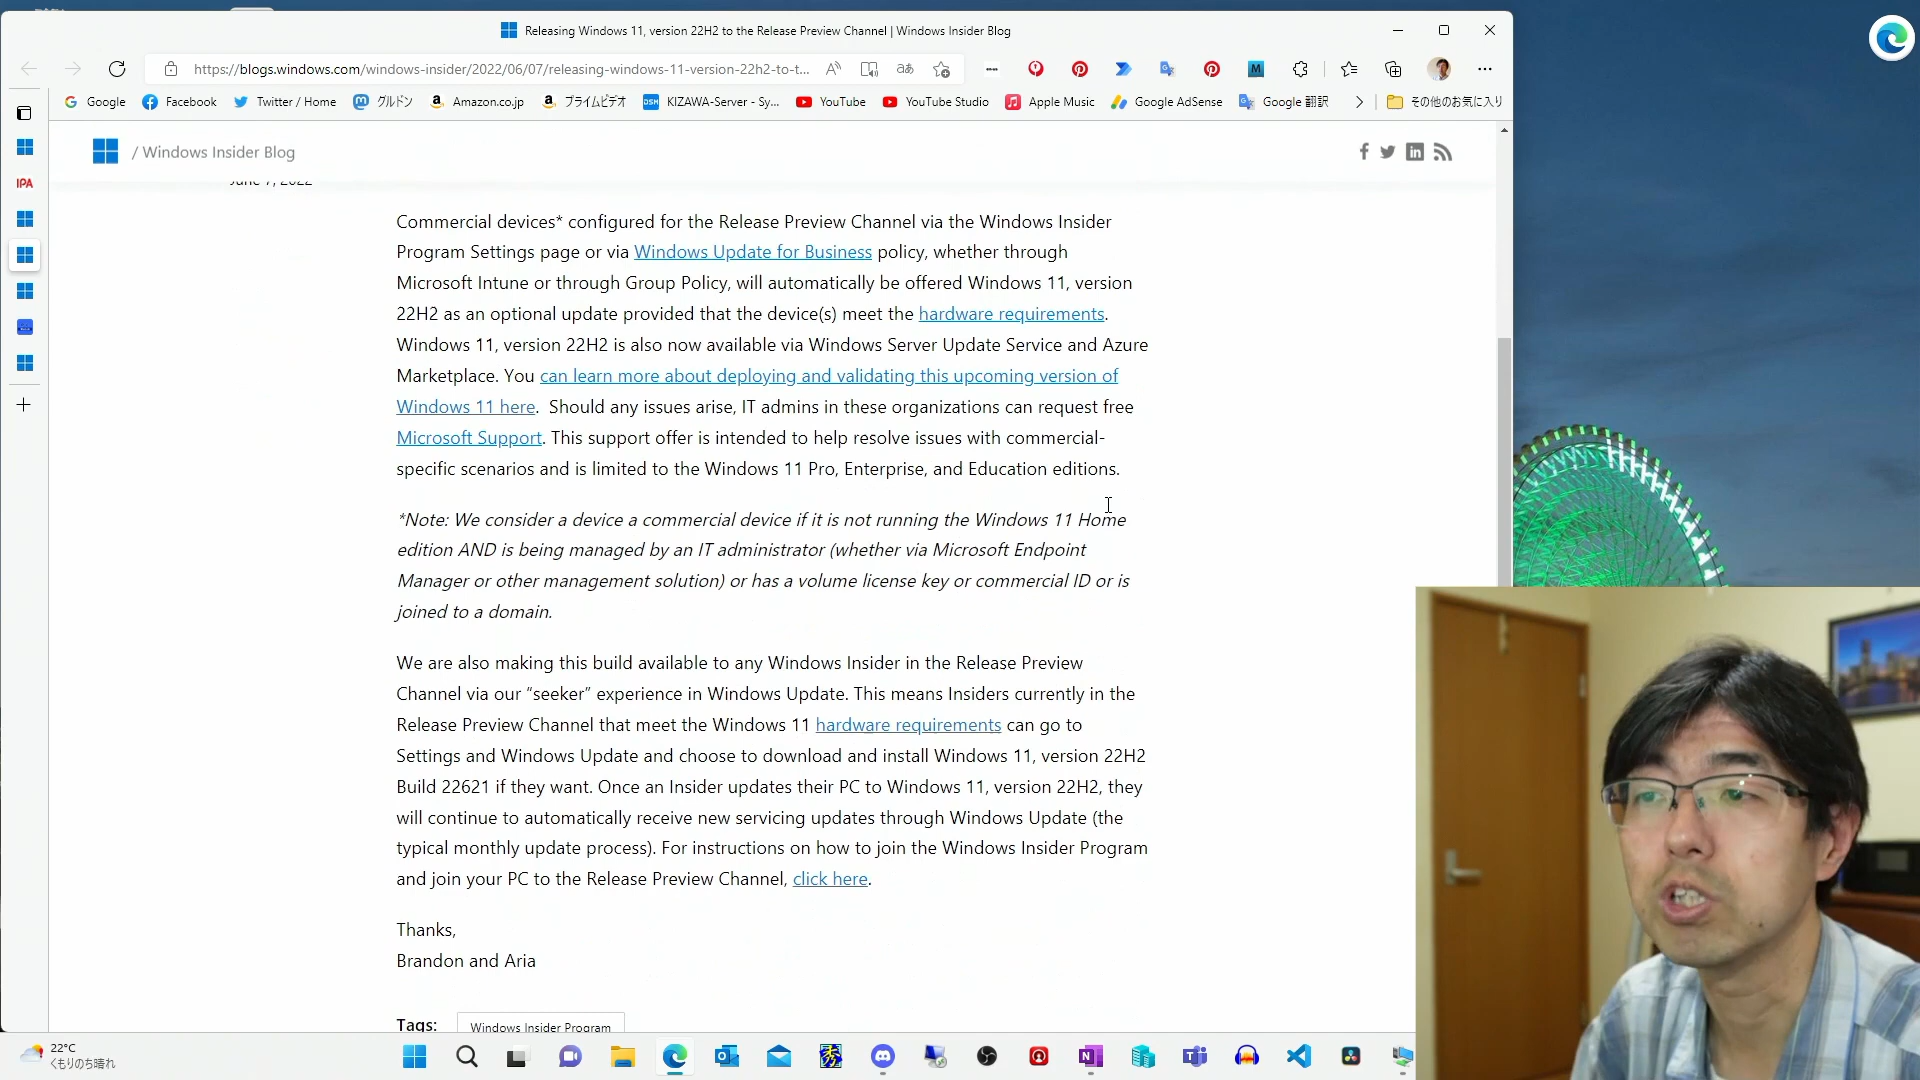 Releasing Windows 11, version 22H2 to the Release Preview Channel | Windows Insider Blog
https://blogs.windows.com/windows-insider/2022/06/07/releasing-windows-11-version-22h2-to-t...
Google Facebook Twitter / Home グルドン Amazon.co.jp プライムビデオ KIZAWA-Server - Sy... YouTube YouTube Studio Apple Music Google AdSense Google 翻訳 その他のお気に入り
/ Windows Insider Blog
IPA
June 7, 2022
Commercial devices* configured for the Release Preview Channel via the Windows Insider
Program Settings page or via Windows Update for Business policy, whether through
Microsoft Intune or through Group Policy, will automatically be offered Windows 11, version
22H2 as an optional update provided that the device(s) meet the hardware requirements.
Windows 11, version 22H2 is also now available via Windows Server Update Service and Azure
Marketplace. You can learn more about deploying and validating this upcoming version of
Windows 11 here.  Should any issues arise, IT admins in these organizations can request free
Microsoft Support. This support offer is intended to help resolve issues with commercial-
specific scenarios and is limited to the Windows 11 Pro, Enterprise, and Education editions.
*Note: We consider a device a commercial device if it is not running the Windows 11 Home
edition AND is being managed by an IT administrator (whether via Microsoft Endpoint
Manager or other management solution) or has a volume license key or commercial ID or is
joined to a domain.
We are also making this build available to any Windows Insider in the Release Preview
Channel via our “seeker” experience in Windows Update. This means Insiders currently in the
Release Preview Channel that meet the Windows 11 hardware requirements can go to
Settings and Windows Update and choose to download and install Windows 11, version 22H2
Build 22621 if they want. Once an Insider updates their PC to Windows 11, version 22H2, they
will continue to automatically receive new servicing updates through Windows Update (the
typical monthly update process). For instructions on how to join the Windows Insider Program
and join your PC to the Release Preview Channel, click here.
Thanks,
Brandon and Aria
Tags: Windows Insider Program
22°C
くもりのち晴れ